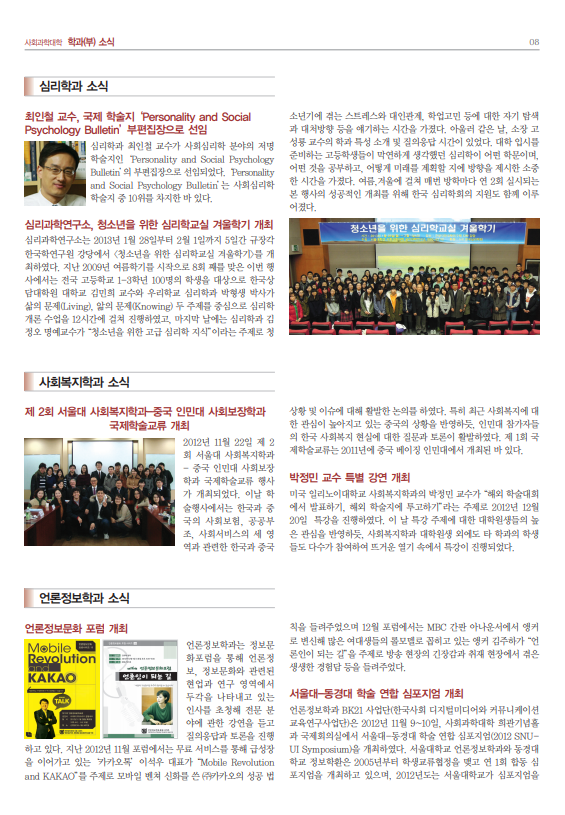 사회과학대학 학과(부) 소식
08
심리학과 소식
최인철 교수, 국제 학술지 ‘Personality and Social
Psychology Bulletin’ 부편집장으로 선임
심리학과 최인철 교수가 사회심리학 분야의 저명
학술지인 ‘Personality and Social Psychology
Bulletin’의 부편집장으로 선임되었다. ‘Personality
and Social Psychology Bulletin’는 사회심리학
학술지 중 10위를 차지한 바 있다.
심리과학연구소, 청소년을 위한 심리학교실 겨울학기 개최
심리과학연구소는 2013년 1월 28일부터 2월 1일까지 5일간 규장각
한국학연구원 강당에서 〈청소년을 위한 심리학교실 겨울학기〉를 개
최하였다. 지난 2009년 여름학기를 시작으로 8회 째를 맞은 이번 행
사에서는 전국 고등학교 1-3학년 100명의 학생을 대상으로 한국상
담대학원 대학교 김민희 교수와 우리학교 심리학과 박형생 박사가
삶의 문제(Living), 앎의 문제(Knowing) 두 주제를 중심으로 심리학
개론 수업을 12시간에 걸쳐 진행하였고, 마지막 날에는 심리학과 김
정오 명예교수가 “청소년을 위한 고급 심리학 지식”이라는 주제로 청
소년기에 겪는 스트레스와 대인관계, 학업고민 등에 대한 자기 탐색
과 대처방향 등을 얘기하는 시간을 가졌다. 아울러 같은 날, 소장 고
성룡 교수의 학과 특성 소개 및 질의응답 시간이 있었다. 대학 입시를
준비하는 고등학생들이 막연하게 생각했던 심리학이 어떤 학문이며,
어떤 것을 공부하고, 어떻게 미래를 계획할 지에 방향을 제시한 소중
한 시간을 가졌다. 여름,겨울에 걸쳐 매번 방학마다 연 2회 실시되는
본 행사의 성공적인 개최를 위해 한국 심리학회의 지원도 함께 이루
어졌다.
청소년을 위한 심리학교실 겨울학기
사회복지학과 소식
제 2회 서울대 사회복지학과-중국 인민대 사회보장학과
국제학술교류 개최
2012년 11월 22일 제 2
회 서울대 사회복지학과
- 중국 인민대 사회보장
학과 국제학술교류 행사
가 개최되었다. 이날 학
술행사에서는 한국과 중
국의 사회보험, 공공부
조, 사회서비스의 세 영
역과 관련한 한국과 중국
상황 및 이슈에 대해 활발한 논의를 하였다. 특히 최근 사회복지에 대
한 관심이 높아지고 있는 중국의 상황을 반영하듯, 인민대 참가자들
의 한국 사회복지 현실에 대한 질문과 토론이 활발하였다. 제 1회 국
제학술교류는 2011년에 중국 베이징 인민대에서 개최된 바 있다.
박정민 교수 특별 강연 개최
미국 일리노이대학교 사회복지학과의 박정민 교수가 “해외 학술대회
에서 발표하기, 해외 학술지에 투고하기”라는 주제로 2012년 12월
20일 특강을 진행하였다. 이 날 특강 주제에 대한 대학원생들의 높
은 관심을 반영하듯, 사회복지학과 대학원생 외에도 타 학과의 학생
들도 다수가 참여하여 뜨거운 열기 속에서 특강이 진행되었다.
언론정보학과 소식
언론정보문화 포럼 개최
Mobile
Revolution
and
KAKAO
TALK
언론인이 되는 길
언론정보학과는 정보문
화포럼을 통해 언론정
보, 정보문화와 관련된
현업과 연구 영역에서
두각을 나타내고 있는
인사를 초청해 전문 분
야에 관한 강연을 듣고
질의응답과 토론을 진행
하고 있다. 지난 2012년 11월 포럼에서는 무료 서비스를 통해 급성장
을 이어가고 있는 ‘카카오톡’ 이석우 대표가 “Mobile Revolution
and KAKAO”를 주제로 모바일 벤쳐 신화를 쓴 ㈜카카오의 성공 법
칙을 들려주었으며 12월 포럼에서는 MBC 간판 아나운서에서 앵커
로 변신해 많은 여대생들의 롤모델로 꼽히고 있는 앵커 김주하가 “언
론인이 되는 길”을 주제로 방송 현장의 긴장감과 취재 현장에서 겪은
생생한 경험담 등을 들려주었다.
서울대-동경대 학술 연합 심포지엄 개최
언론정보학과 BK21 사업단(한국사회 디지털미디어와 커뮤니케이션
교육연구사업단)은 2012년 11월 9~10일, 사회과학대학 희관기념홀
과 국제회의실에서 서울대-동경대 학술 연합 심포지엄(2012 SNU-
UI Symposium)을 개최하였다. 서울대학교 언론정보학과와 동경대
학교 정보학환은 2005년부터 학생교류협정을 맺고 연 1회 합동 심
포지엄을 개최하고 있으며, 2012년도는 서울대학교가 심포지엄을